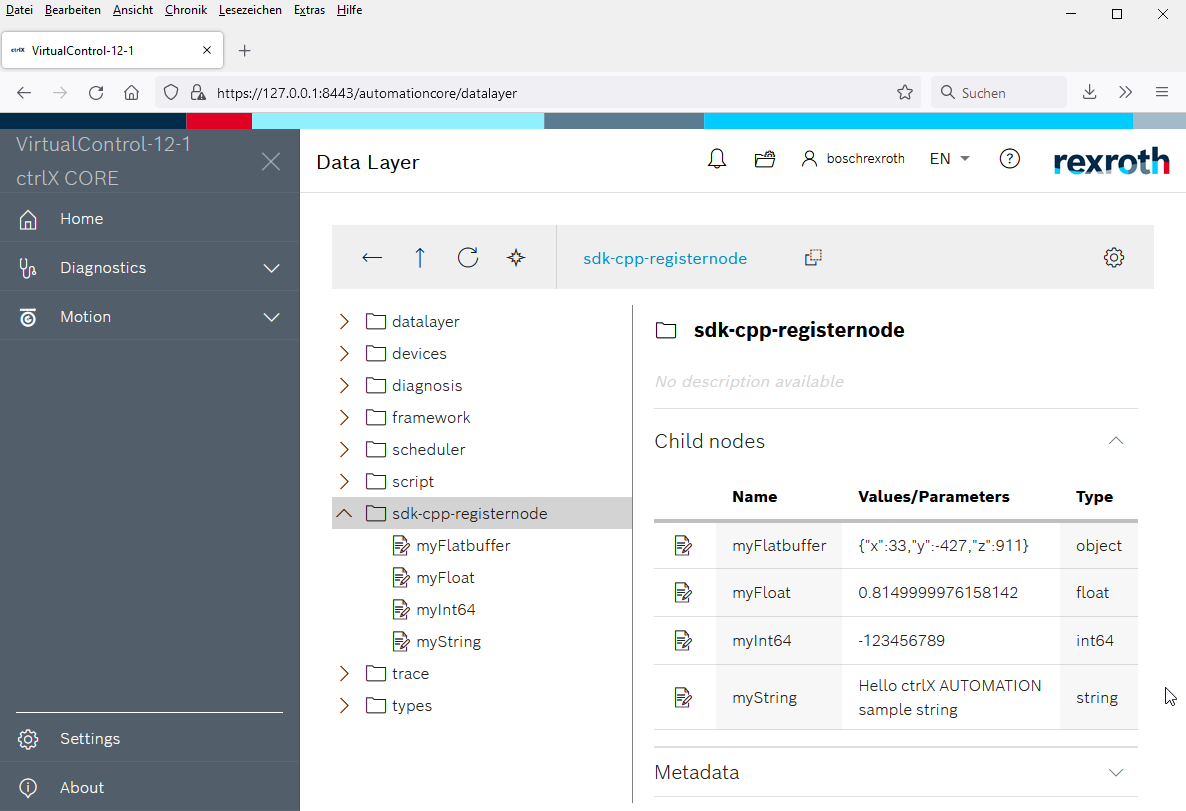 Datei Bearbeiten Ansicht Chronik Lesezeichen Extras Hilfe
ctrlX VirtualControl-12-1
https://127.0.0.1:8443/automationcore/datalayer
Suchen
VirtualControl-12-1
ctrlX CORE
Home
Diagnostics
Motion
Settings
About
Data Layer
boschrexroth
EN
rexroth
sdk-cpp-registernode
datalayer
devices
diagnosis
framework
scheduler
script
sdk-cpp-registernode
myFlatbuffer
myFloat
myInt64
myString
trace
types
sdk-cpp-registernode
No description available
Child nodes
Name Values/Parameters Type
myFlatbuffer {"x":33,"y":-427,"z":911} object
myFloat 0.8149999976158142 float
myInt64 -123456789 int64
myString Hello ctrlX AUTOMATION sample string string
Metadata